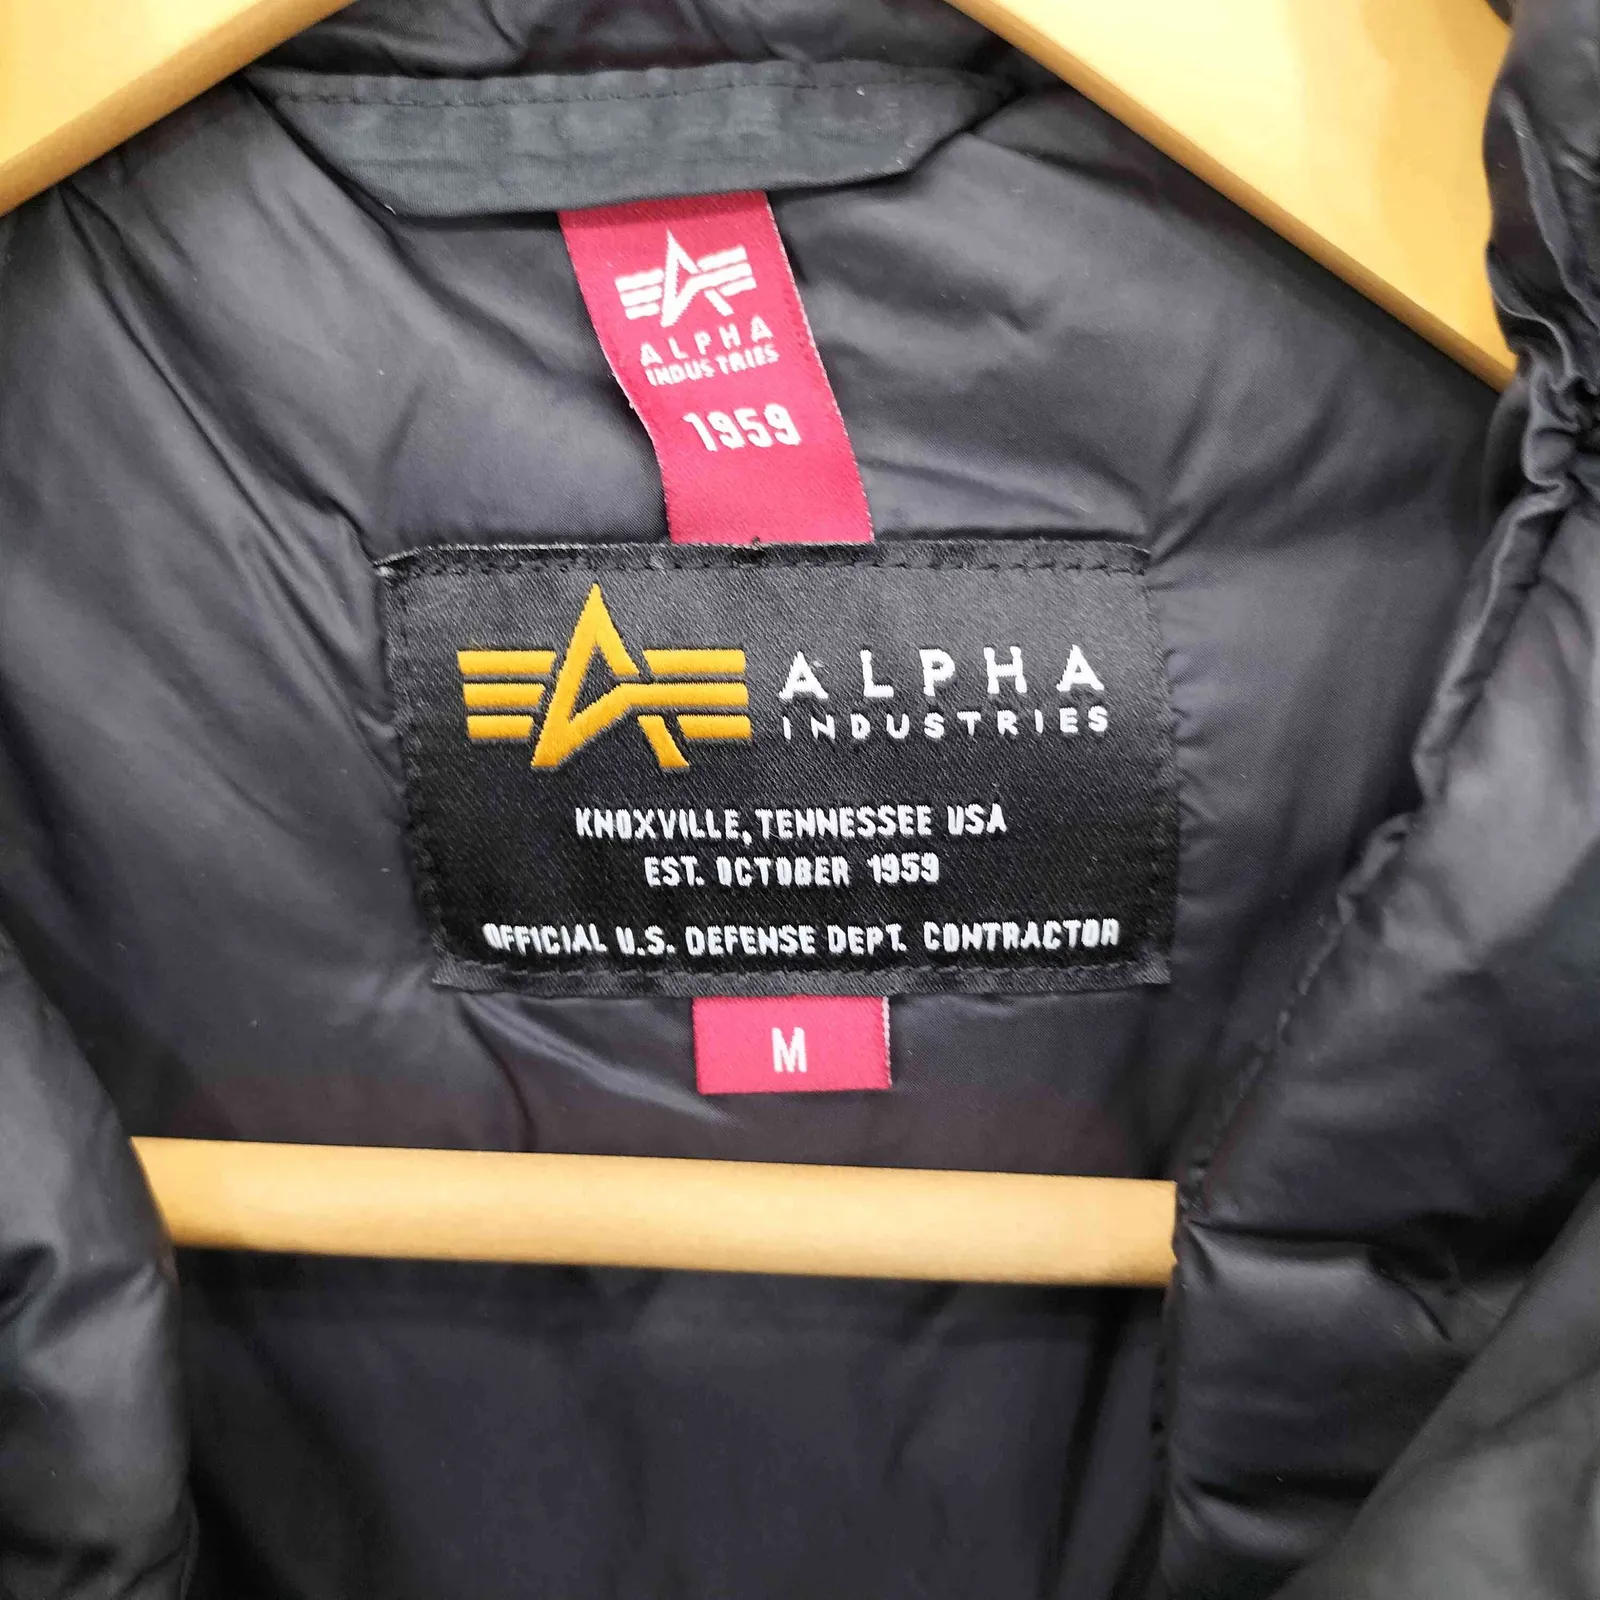 ALPHA
INDUSTRIES
1959
ALPHA
INDUSTRIES
KNOXVILLE, TENNESSEE USA
EST. OCTOBER 1959
OFFICIAL U.S. DEFENSE DEPT. CONTRACTOR
M